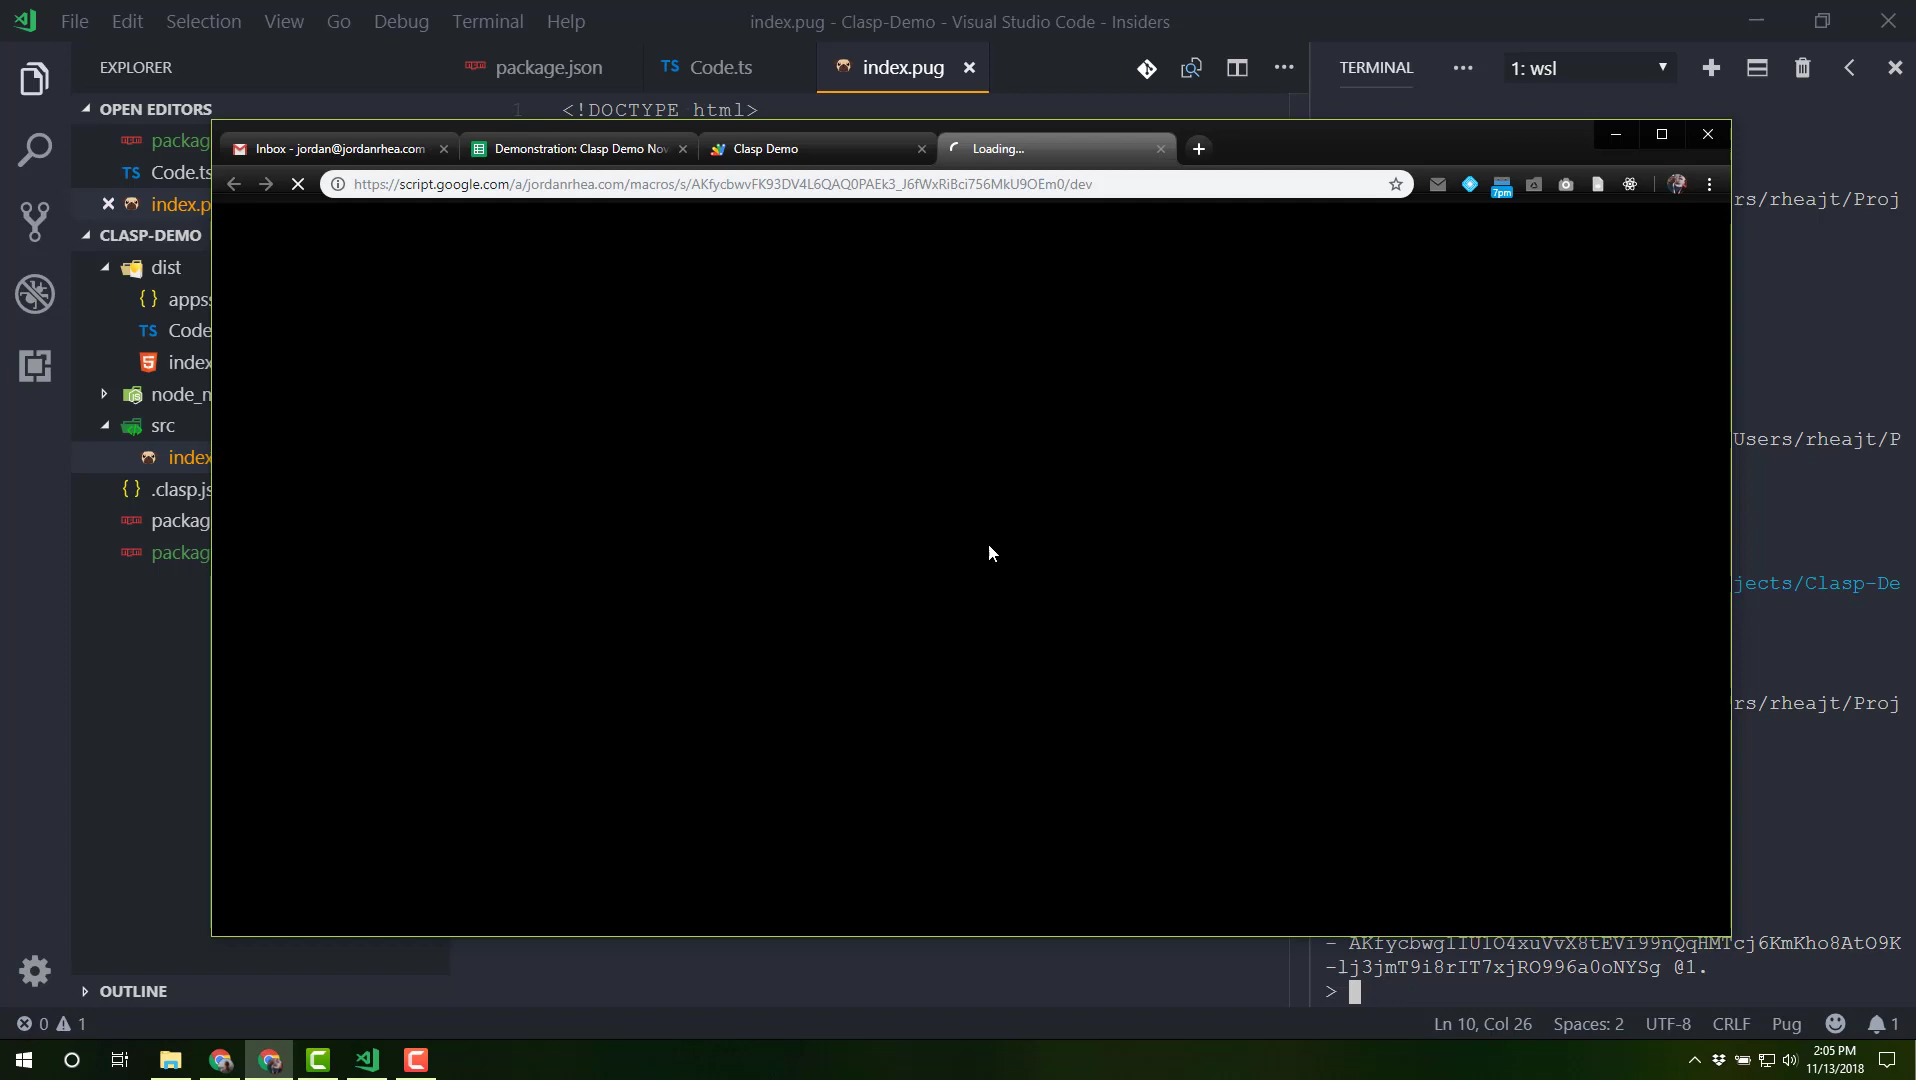 File Edit Selection View Go Debug Terminal Help
index.pug - Clasp-Demo - Visual Studio Code - Insiders
EXPLORER
package.json
TS Code.ts
index.pug
TERMINAL
1: wsl
OPEN EDITORS
1 <!DOCTYPE html>
packag
TS Code.ts
index.p
CLASP-DEMO
dist
{ } apps
TS Code
index
node_n
src
index
{ } .clasp.js
packag
packag
OUTLINE
Inbox - jordan@jordanrhea.com
Demonstration: Clasp Demo Nov
Clasp Demo
Loading...
https://script.google.com/a/jordanrhea.com/macros/s/AKfycbwvFK93DV4L6QAQ0PAEk3_J6fWxRiBci756MkU9OEm0/dev
7pm
rs/rheajt/Proj
Users/rheajt/P
jects/Clasp-De
rs/rheajt/Proj
-lj3jmT9i8rIT7xjRO996a0oNYSg @1.
>
0 1
Ln 10, Col 26 Spaces: 2 UTF-8 CRLF Pug 1
2:05 PM
11/13/2018